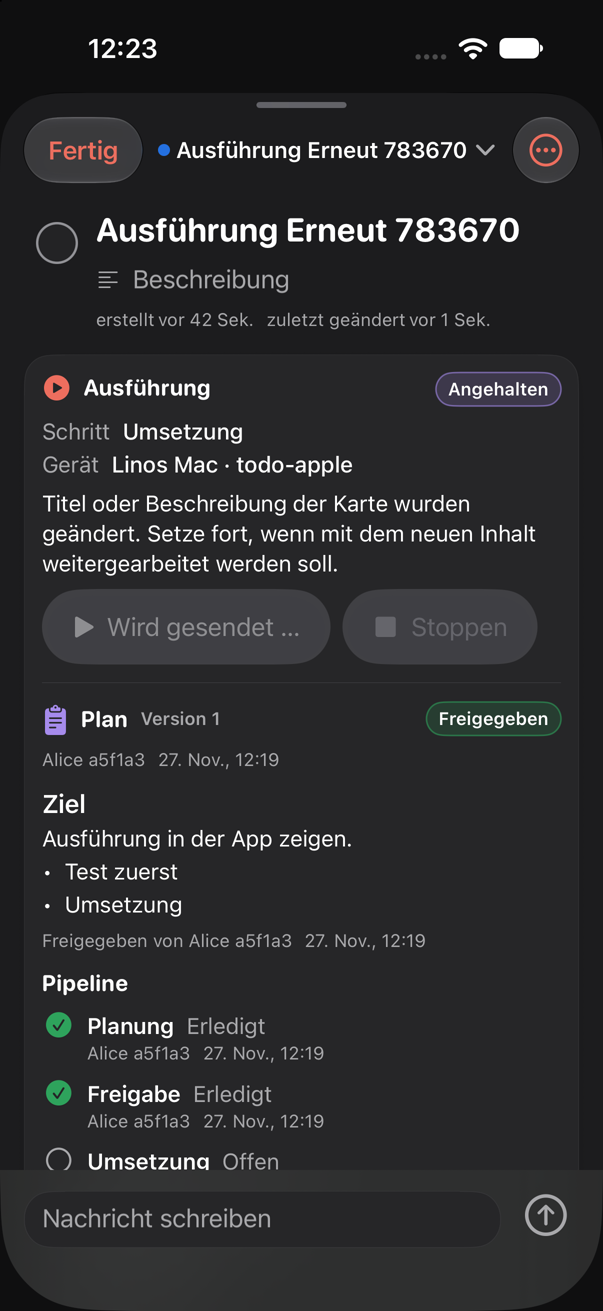 12:23
Fertig
Ausführung Erneut 783670
Ausführung Erneut 783670
Beschreibung
erstellt vor 42 Sek. zuletzt geändert vor 1 Sek.
Ausführung
Angehalten
Schritt Umsetzung
Gerät Linos Mac · todo-apple
Titel oder Beschreibung der Karte wurden
geändert. Setze fort, wenn mit dem neuen Inhalt
weitergearbeitet werden soll.
Wird gesendet ...
Stoppen
Plan Version 1
Freigegeben
Alice a5f1a3 27. Nov., 12:19
Ziel
Ausführung in der App zeigen.
• Test zuerst
• Umsetzung
Freigegeben von Alice a5f1a3 27. Nov., 12:19
Pipeline
Planung Erledigt
Alice a5f1a3 27. Nov., 12:19
Freigabe Erledigt
Alice a5f1a3 27. Nov., 12:19
Umsetzung Offen
Nachricht schreiben